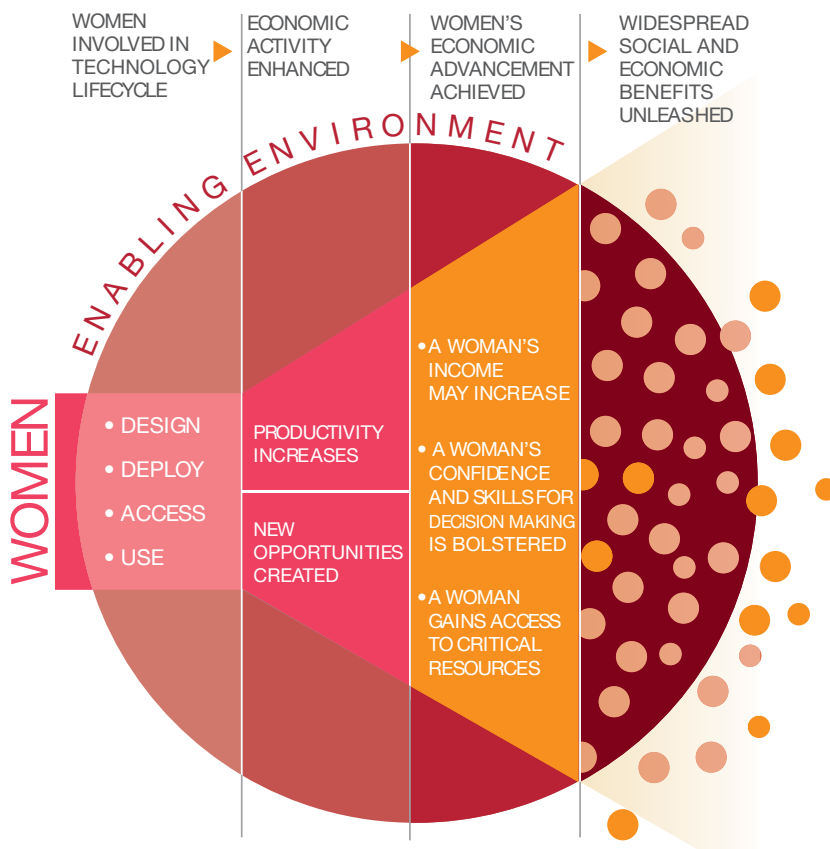 WOMEN
INVOLVED IN
TECHNOLOGY
LIFECYCLE
ECONOMIC
ACTIVITY
ENHANCED
WOMEN'S
ECONOMIC
ADVANCEMENT
ACHIEVED
WIDESPREAD
SOCIAL AND
ECONOMIC
BENEFITS
UNLEASHED
ENABLING ENVIRONMENT
WOMEN
• DESIGN
• DEPLOY
• ACCESS
• USE
PRODUCTIVITY
INCREASES
NEW
OPPORTUNITIES
CREATED
• A WOMAN'S
INCOME
MAY INCREASE
• A WOMAN'S
CONFIDENCE
AND SKILLS FOR
DECISION MAKING
IS BOLSTERED
• A WOMAN
GAINS ACCESS
TO CRITICAL
RESOURCES